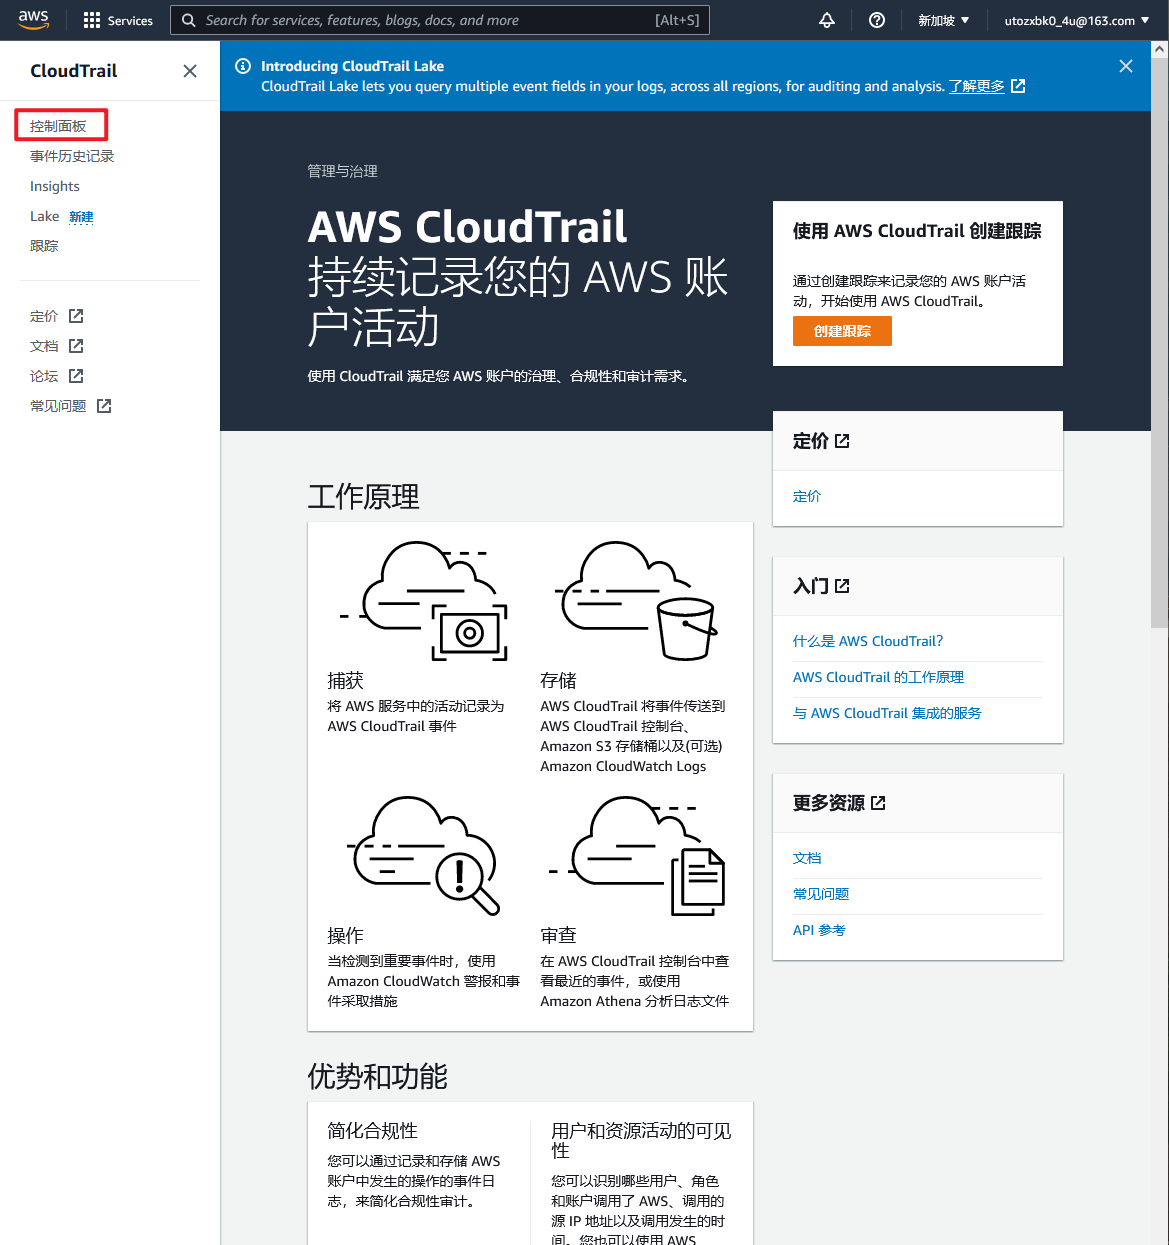 aws
Services
Search for services, features, blogs, docs, and more
[Alt+S]
新加坡
utozxbk0_4u@163.com
CloudTrail
控制面板
事件历史记录
Insights
Lake 新建
跟踪
定价
文档
论坛
常见问题
Introducing CloudTrail Lake
CloudTrail Lake lets you query multiple event fields in your logs, across all regions, for auditing and analysis. 了解更多
管理与治理
AWS CloudTrail
持续记录您的 AWS 账
户活动
使用 CloudTrail 满足您 AWS 账户的治理、合规性和审计需求。
使用 AWS CloudTrail 创建跟踪
通过创建跟踪来记录您的 AWS 账户活
动，开始使用 AWS CloudTrail。
创建跟踪
定价
定价
入门
什么是 AWS CloudTrail?
AWS CloudTrail 的工作原理
与 AWS CloudTrail 集成的服务
更多资源
文档
常见问题
API 参考
工作原理
捕获
将 AWS 服务中的活动记录为
AWS CloudTrail 事件
存储
AWS CloudTrail 将事件传送到
AWS CloudTrail 控制台、
Amazon S3 存储桶以及(可选)
Amazon CloudWatch Logs
操作
当检测到重要事件时，使用
Amazon CloudWatch 警报和事
件采取措施
审查
在 AWS CloudTrail 控制台中查
看最近的事件，或使用
Amazon Athena 分析日志文件
优势和功能
简化合规性
您可以通过记录和存储 AWS
账户中发生的操作的事件日
志，来简化合规性审计。
用户和资源活动的可见
性
您可以识别哪些用户、角色
和账户调用了 AWS、调用的
源 IP 地址以及调用发生的时
间。您也可以使用 AWS